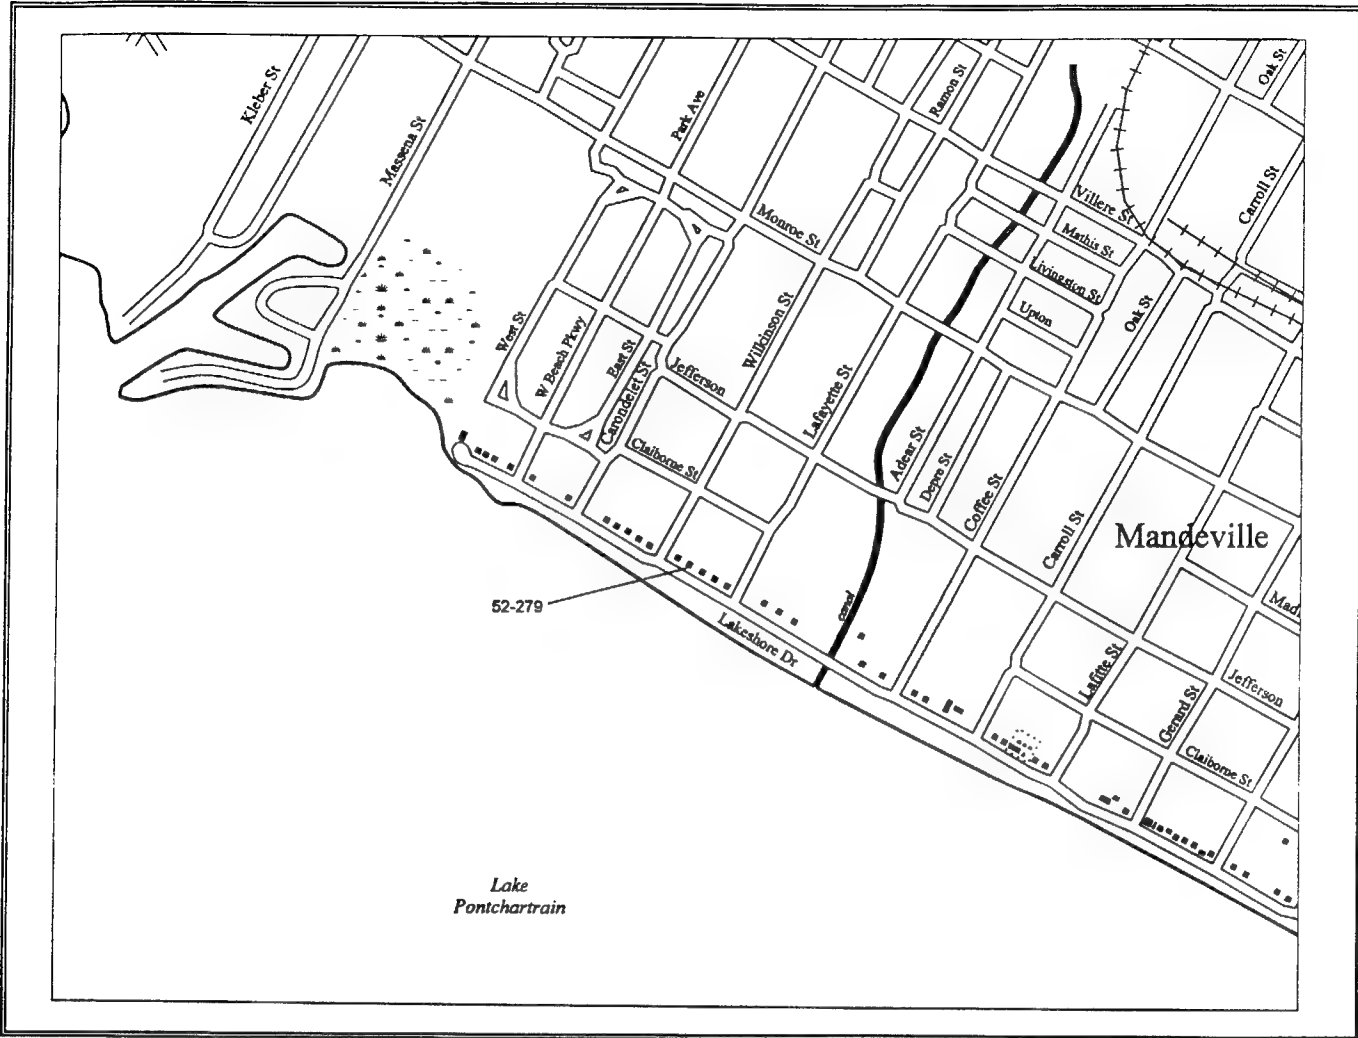 Kleber St
Massena St
Park Ave
Ramon St
Oak St
Carroll St
Villere St
Mathis St
Livingston St
Upton
Oak St
Monroe St
Wilkinson St
West St
W Beach Pkwy
East St
Carondelet St
Jefferson
Lafayette St
Claiborne St
Adear St
Depre St
Coffee St
Carroll St
Mandeville
52-279
canal
Lakeshore Dr
Madi
Lafitte St
Jefferson
Gerard St
Claiborne St
Lake
Pontchartrain